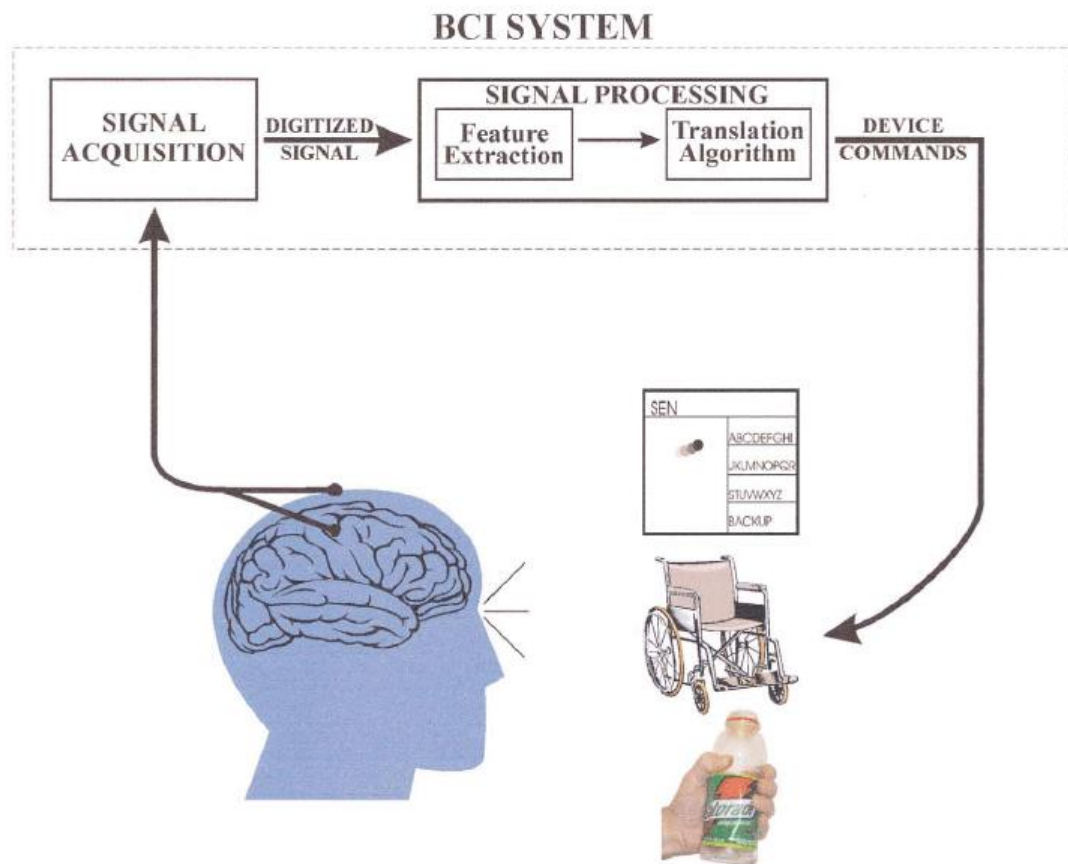 BCI SYSTEM
SIGNAL
ACQUISITION
DIGITIZED
SIGNAL
SIGNAL PROCESSING
Feature
Extraction
Translation
Algorithm
DEVICE
COMMANDS
SEN
ABCDEFGHI
JKLMNOPQR
STUVWXYZ
BACKUP